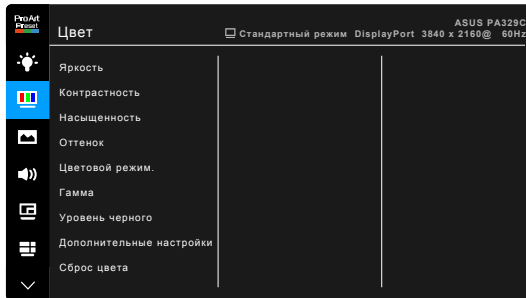 ProArt
Preset
Цвет
ASUS PA329C
Стандартный режим DisplayPort 3840 x 2160@ 60Hz
Яркость
Контрастность
Насыщенность
Оттенок
Цветовой режим.
Гамма
Уровень черного
Дополнительные настройки
Сброс цвета